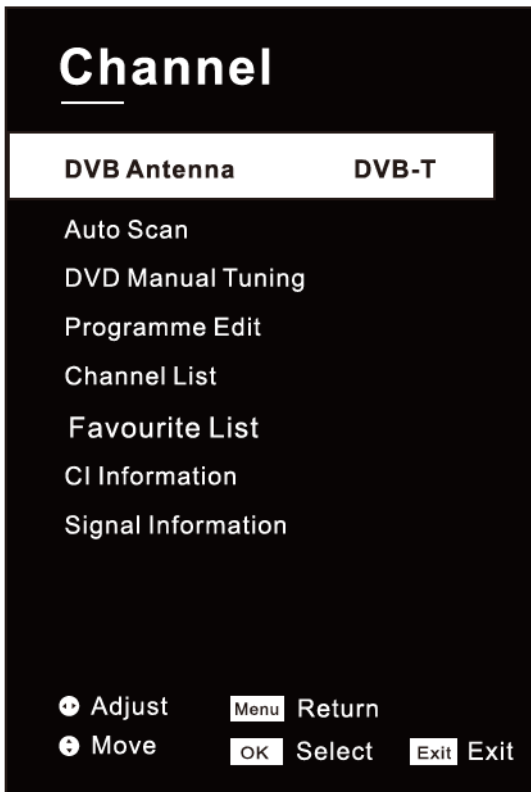 Channel
DVB Antenna DVB-T
Auto Scan
DVD Manual Tuning
Programme Edit
Channel List
Favourite List
CI Information
Signal Information
Adjust Menu Return
Move OK Select Exit Exit